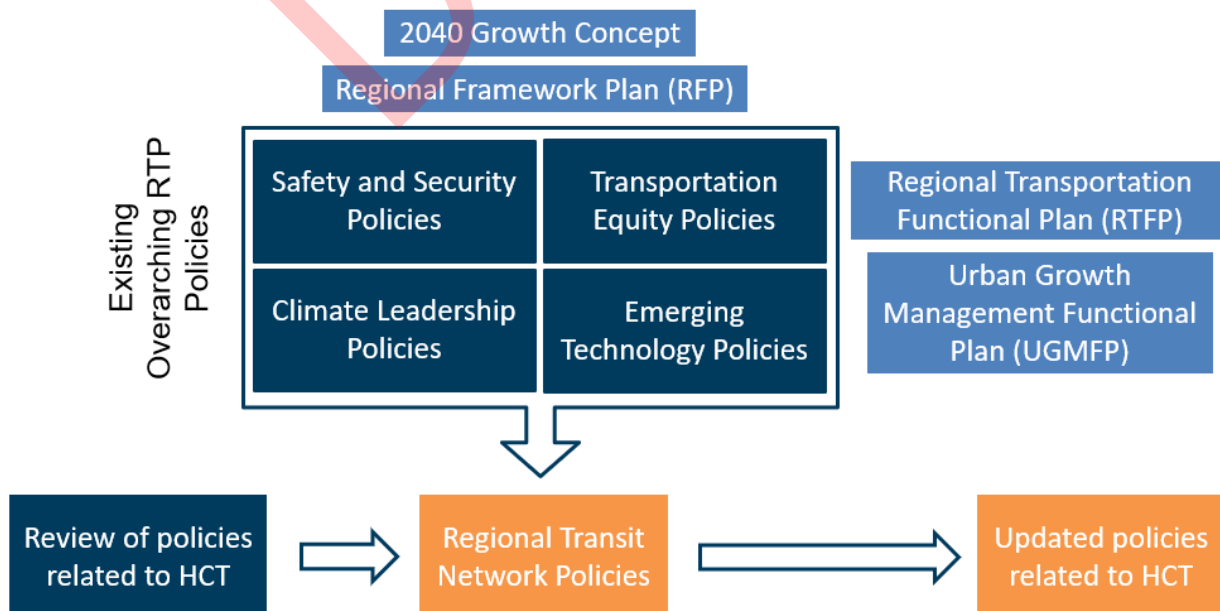 2040 Growth Concept
Regional Framework Plan (RFP)
Existing
Overarching RTP
Policies
Safety and Security
Policies
Transportation
Equity Policies
Climate Leadership
Policies
Emerging
Technology Policies
Regional Transportation
Functional Plan (RTFP)
Urban Growth
Management Functional
Plan (UGMFP)
Review of policies
related to HCT
Regional Transit
Network Policies
Updated policies
related to HCT